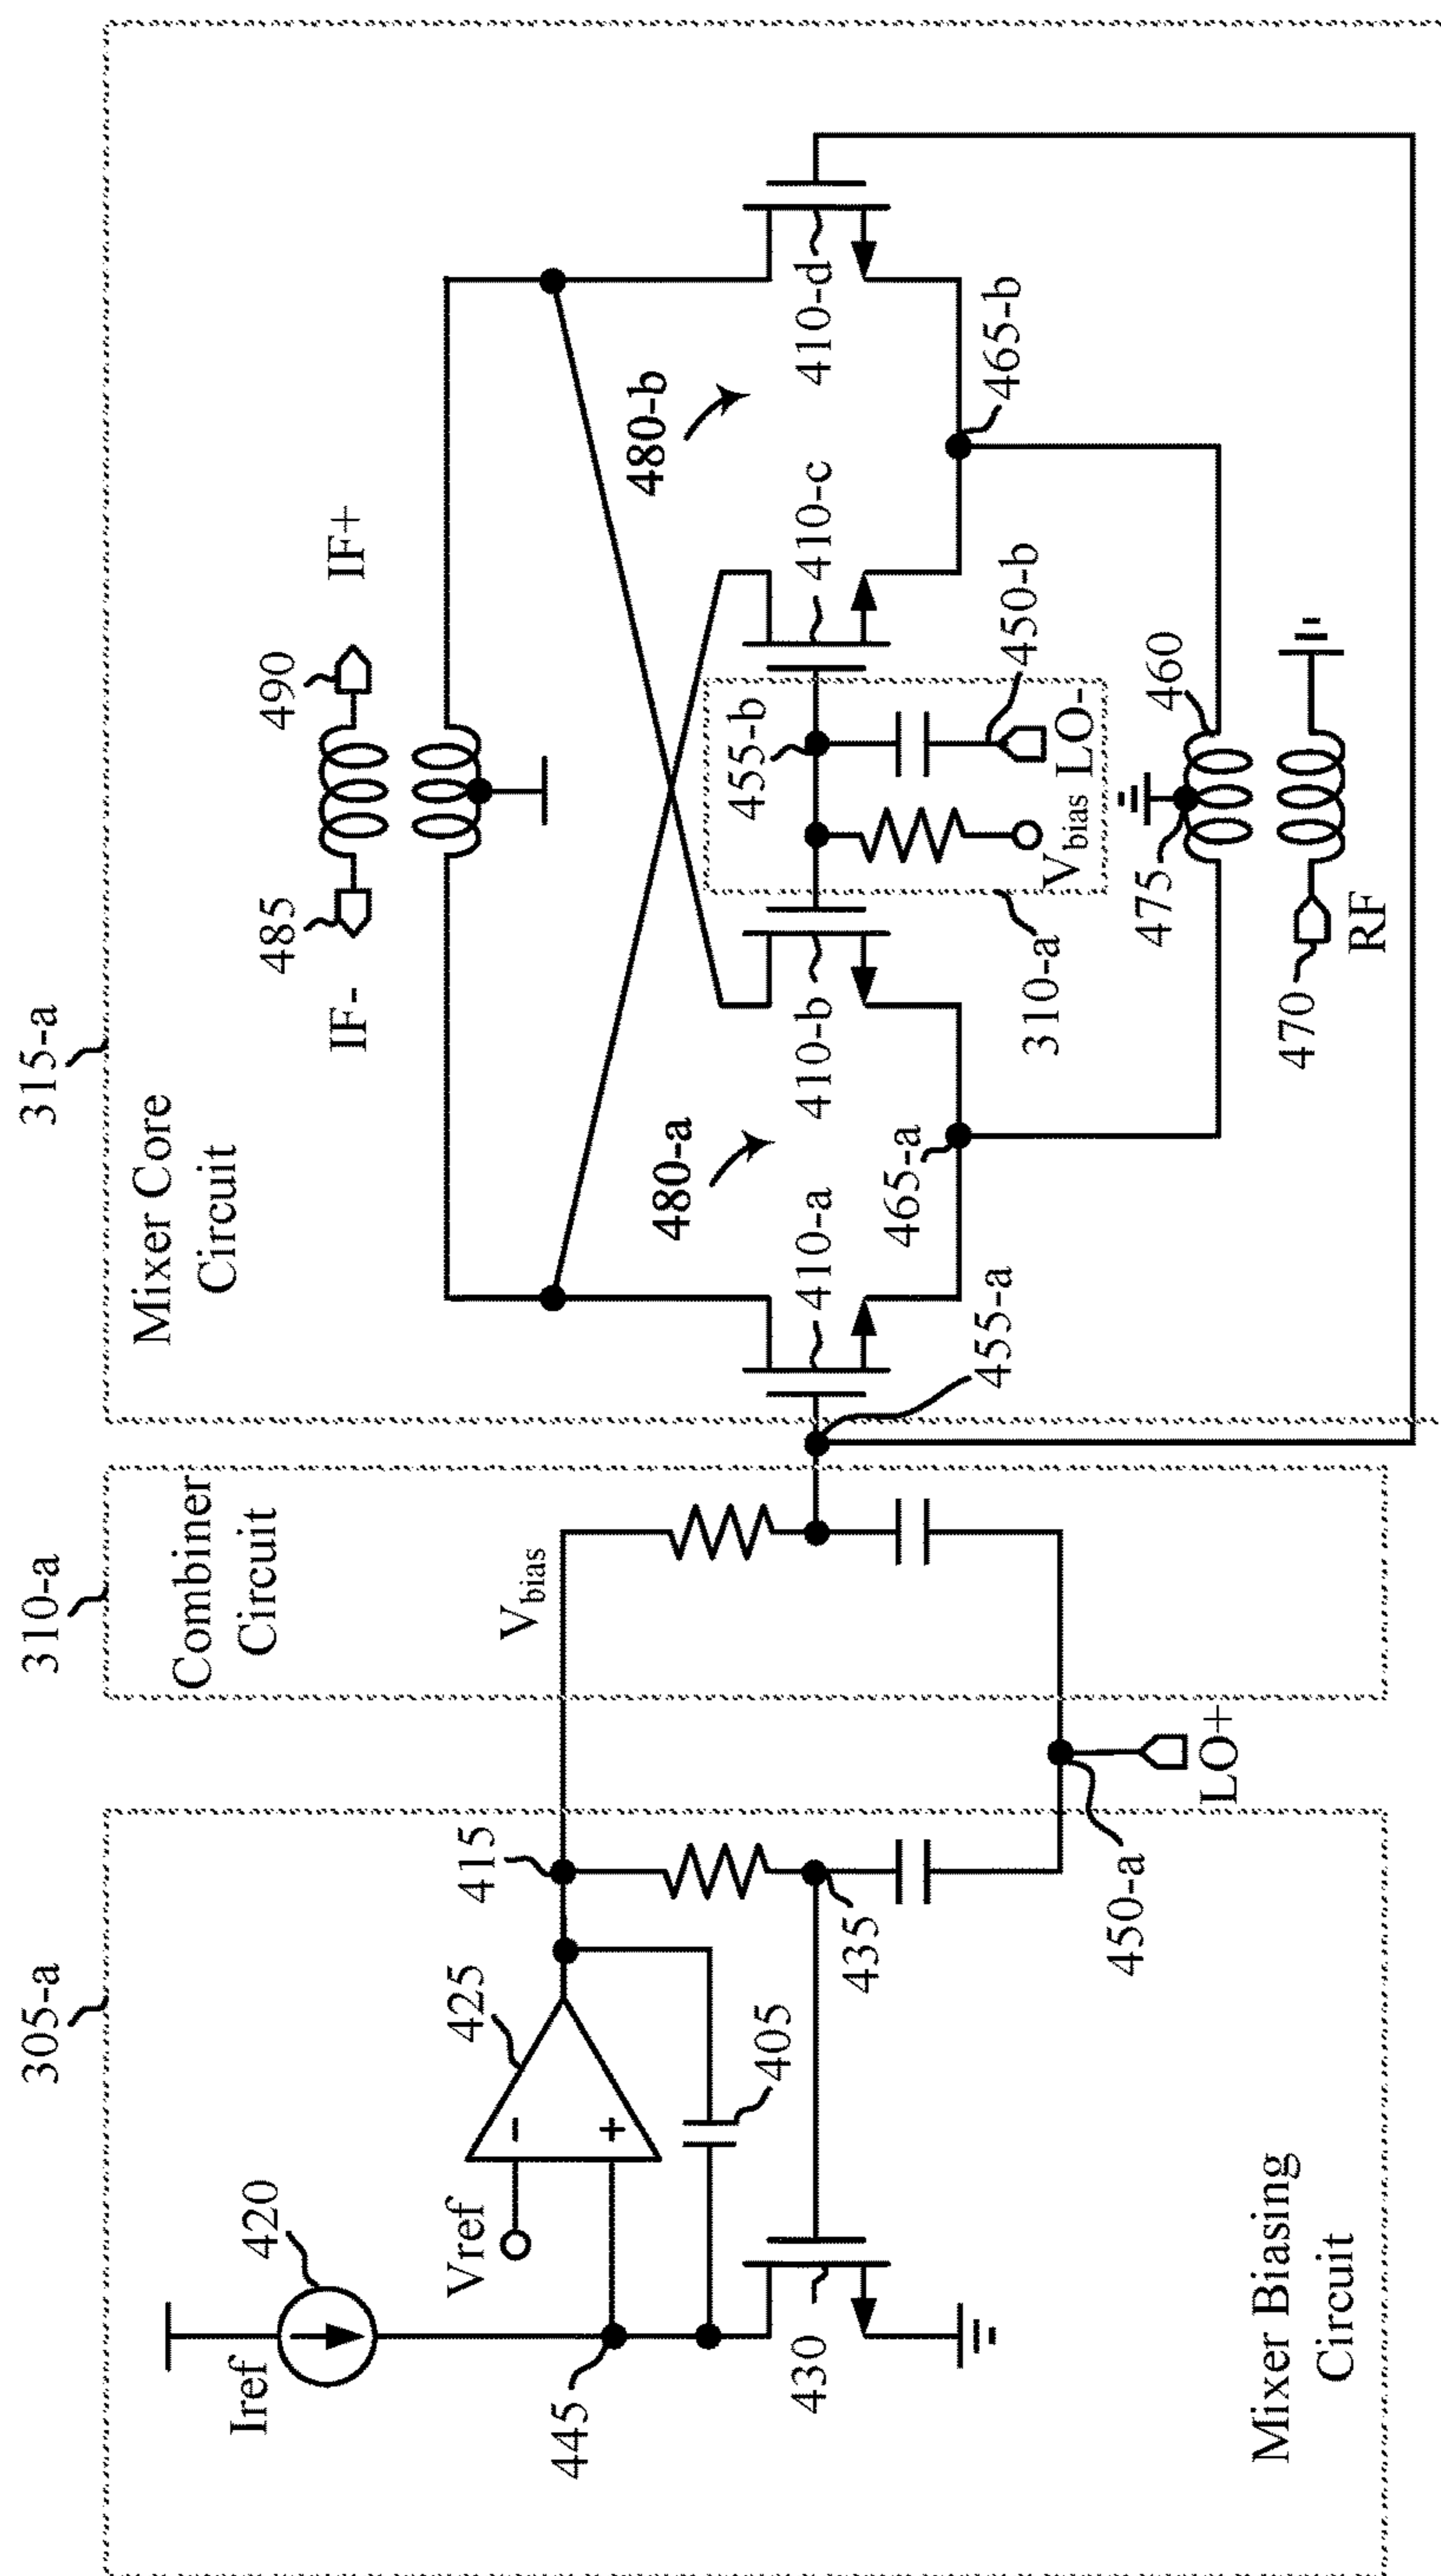 305-a
310-a
315-a
Iref
420
Vref
425
-
+
405
415
445
430
435
450-a
LO+
Mixer Biasing
Circuit
Combiner
Circuit
Vbias
455-a
Mixer Core
Circuit
IF-
485
490
IF+
480-a
480-b
410-a
410-b
410-c
410-d
455-b
465-a
465-b
310-a
Vbias
LO-
450-b
475
460
470
RF